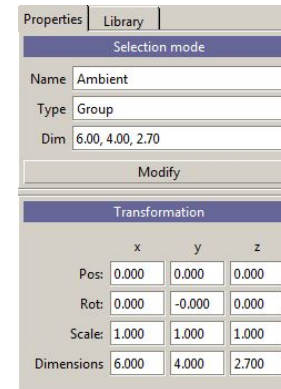 Properties Library
Selection mode
Name Ambient
Type Group
Dim 6.00, 4.00, 2.70
Modify
Transformation
x y z
Pos: 0.000 0.000 0.000
Rot: 0.000 -0.000 0.000
Scale: 1.000 1.000 1.000
Dimensions 6.000 4.000 2.700